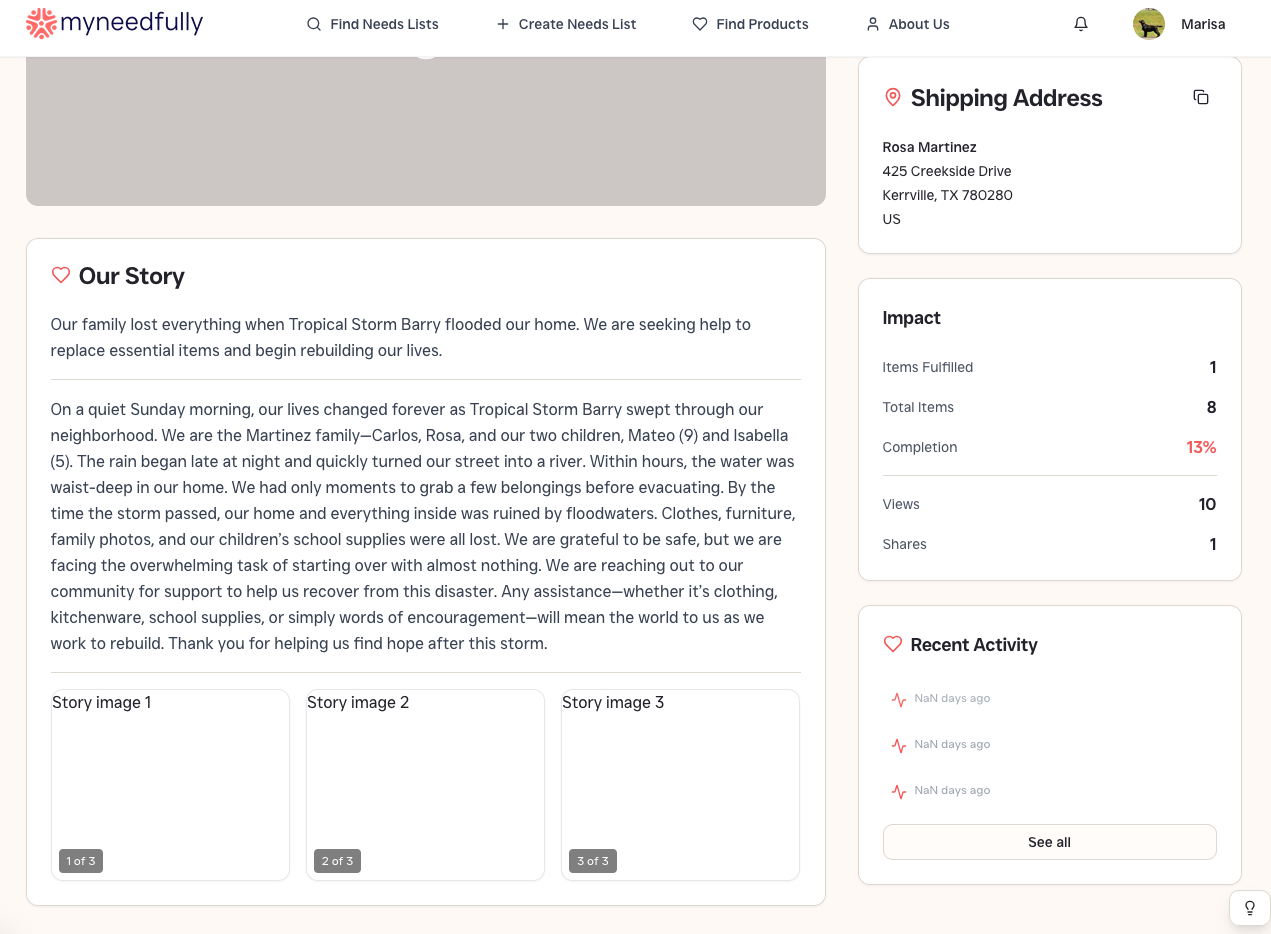 myneedfully
Find Needs Lists
Create Needs List
Find Products
About Us
Marisa
Our Story
Our family lost everything when Tropical Storm Barry flooded our home. We are seeking help to
replace essential items and begin rebuilding our lives.
On a quiet Sunday morning, our lives changed forever as Tropical Storm Barry swept through our
neighborhood. We are the Martinez family—Carlos, Rosa, and our two children, Mateo (9) and Isabella
(5). The rain began late at night and quickly turned our street into a river. Within hours, the water was
waist-deep in our home. We had only moments to grab a few belongings before evacuating. By the
time the storm passed, our home and everything inside was ruined by floodwaters. Clothes, furniture,
family photos, and our children's school supplies were all lost. We are grateful to be safe, but we are
facing the overwhelming task of starting over with almost nothing. We are reaching out to our
community for support to help us recover from this disaster. Any assistance—whether it's clothing,
kitchenware, school supplies, or simply words of encouragement—will mean the world to us as we
work to rebuild. Thank you for helping us find hope after this storm.
Story image 1
1 of 3
Story image 2
2 of 3
Story image 3
3 of 3
Shipping Address
Rosa Martinez
425 Creekside Drive
Kerrville, TX 780280
US
Impact
Items Fulfilled 1
Total Items 8
Completion 13%
Views 10
Shares 1
Recent Activity
NaN days ago
NaN days ago
NaN days ago
See all